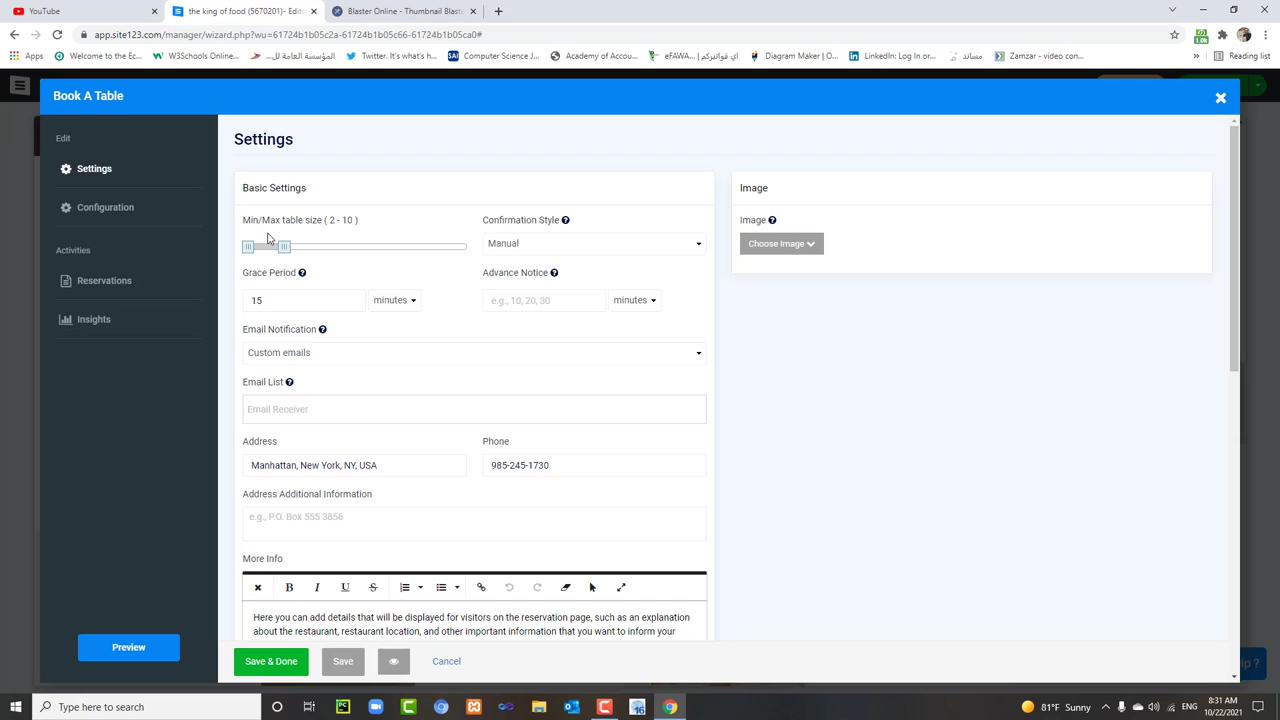 YouTube
the king of food (5670201)- Edit
Blaster Online - Thumbnail Blaste
app.site123.com/manager/wizard.php?wu=61724b1b05c2a-61724b1b05c66-61724b1b05ca0#
Apps
Welcome to the Ec...
W3Schools Online...
المؤسسة العامة لل...
Twitter. It's what's h...
Computer Science J...
Academy of Accou...
eFAWA... اي فواتيركم
Diagram Maker | O...
LinkedIn: Log In or...
مساند
Zamzar - video con...
»
Reading list
Book A Table
Edit
Settings
Configuration
Activities
Reservations
Insights
Preview
Settings
Basic Settings
Min/Max table size ( 2 - 10 )
Confirmation Style
Manual
Grace Period
Advance Notice
15
minutes
e.g., 10, 20, 30
minutes
Email Notification
Custom emails
Email List
Email Receiver
Address
Phone
Manhattan, New York, NY, USA
985-245-1730
Address Additional Information
e.g., P.O. Box 555 3856
More Info
B I U S
Here you can add details that will be displayed for visitors on the reservation page, such as an explanation
about the restaurant, restaurant location, and other important information that you want to inform your
Image
Image
Choose Image
Save & Done
Save
Cancel
Type here to search
81°F Sunny
8:31 AM
10/22/2021